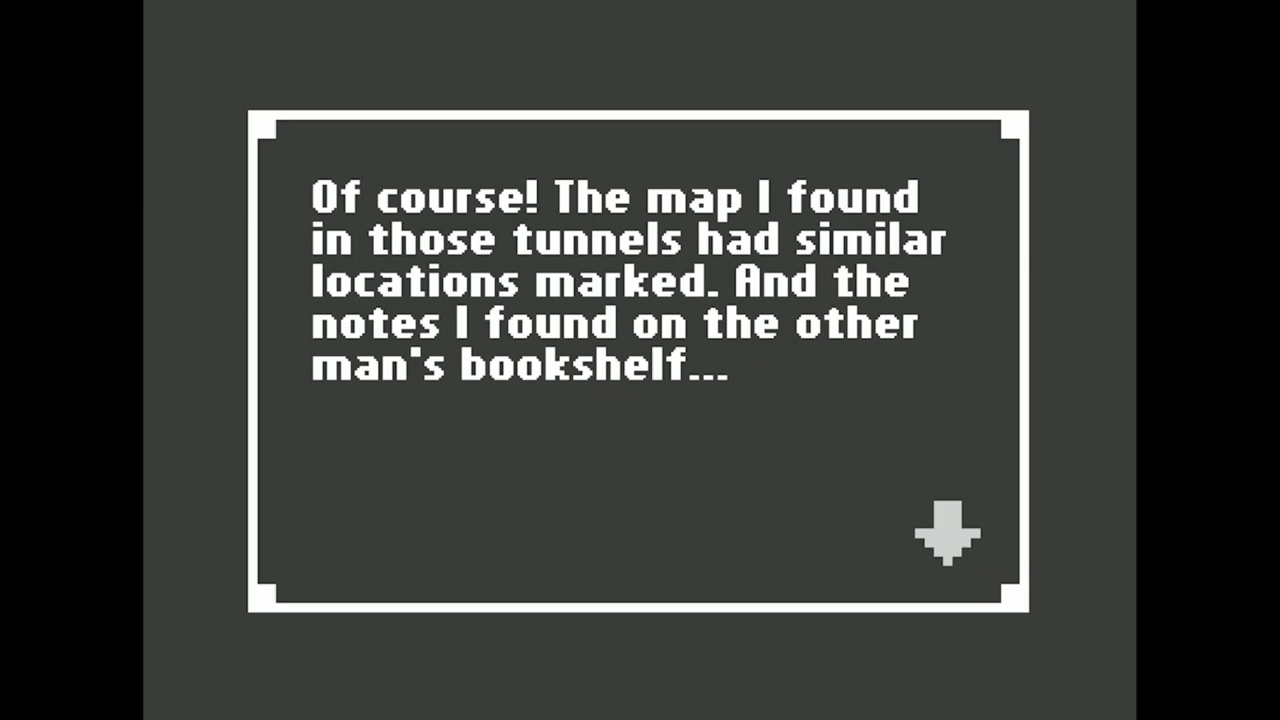 Of course! The map I found
in those tunnels had similar
locations marked. And the
notes I found on the other
man's bookshelf...